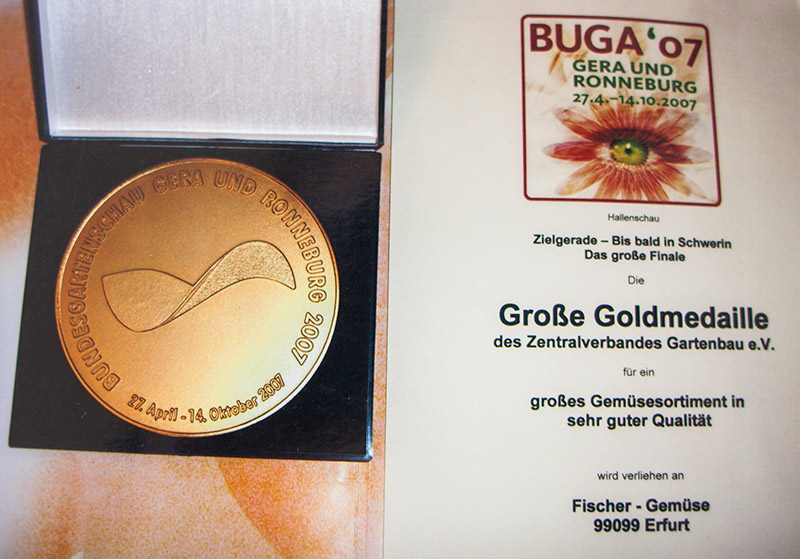 BUNDESGARTENSCHAU GERA UND RONNEBURG 2007
27. April - 14. Oktober 2007
BUGA '07
GERA UND
RONNEBURG
27.4.–14.10.2007
Hallenschau
Zielgerade – Bis bald in Schwerin
Das große Finale
Die
Große Goldmedaille
des Zentralverbandes Gartenbau e.V.
für ein
großes Gemüsesortiment in
sehr guter Qualität
wird verliehen an
Fischer - Gemüse
99099 Erfurt